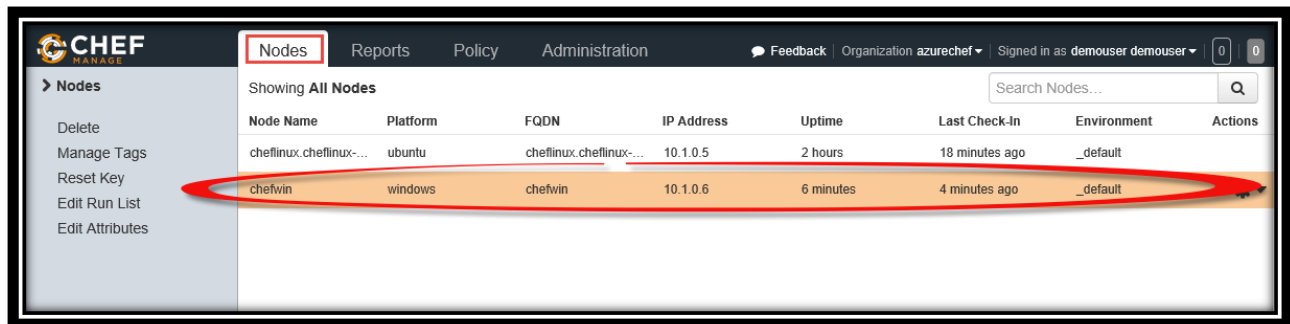 CHEF
MANAGE
Nodes Reports Policy Administration Feedback Organization azurechef Signed in as demouser demouser 0 0
Nodes
Showing All Nodes Search Nodes...
Node Name Platform FQDN IP Address Uptime Last Check-In Environment Actions
Delete
Manage Tags
Reset Key
Edit Run List
Edit Attributes
cheflinux.cheflinux-... ubuntu cheflinux.cheflinux-... 10.1.0.5 2 hours 18 minutes ago _default
chefwin windows chefwin 10.1.0.6 6 minutes 4 minutes ago _default